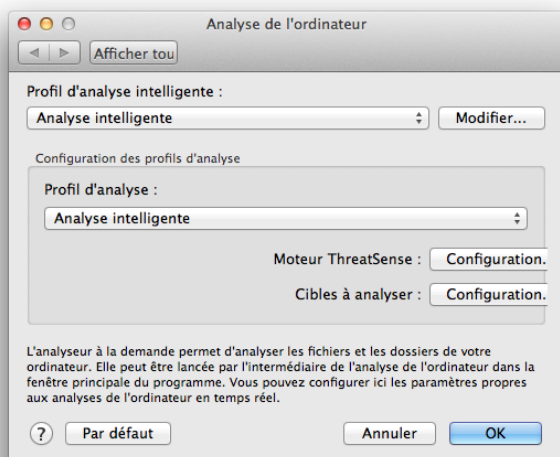 Analyse de l'ordinateur
Afficher tou
Profil d'analyse intelligente :
Analyse intelligente
Modifier...
Configuration des profils d'analyse
Profil d'analyse :
Analyse intelligente
Moteur ThreatSense : Configuration.
Cibles à analyser : Configuration.
L'analyseur à la demande permet d'analyser les fichiers et les dossiers de votre
ordinateur. Elle peut être lancée par l'intermédiaire de l'analyse de l'ordinateur dans la
fenêtre principale du programme. Vous pouvez configurer ici les paramètres propres
aux analyses de l'ordinateur en temps réel.
? Par défaut Annuler OK